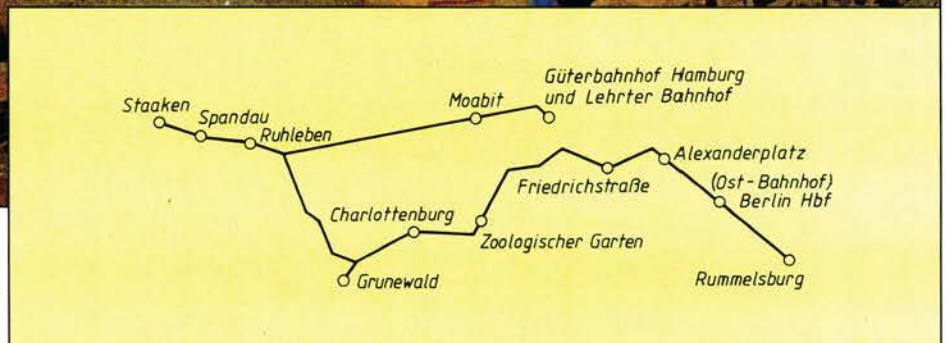 Staaken
Spandau
Ruhleben
Moabit
Güterbahnhof Hamburg
und Lehrter Bahnhof
Charlottenburg
Grunewald
Zoologischer Garten
Friedrichstraße
Alexanderplatz
(Ost-Bahnhof)
Berlin Hbf
Rummelsburg